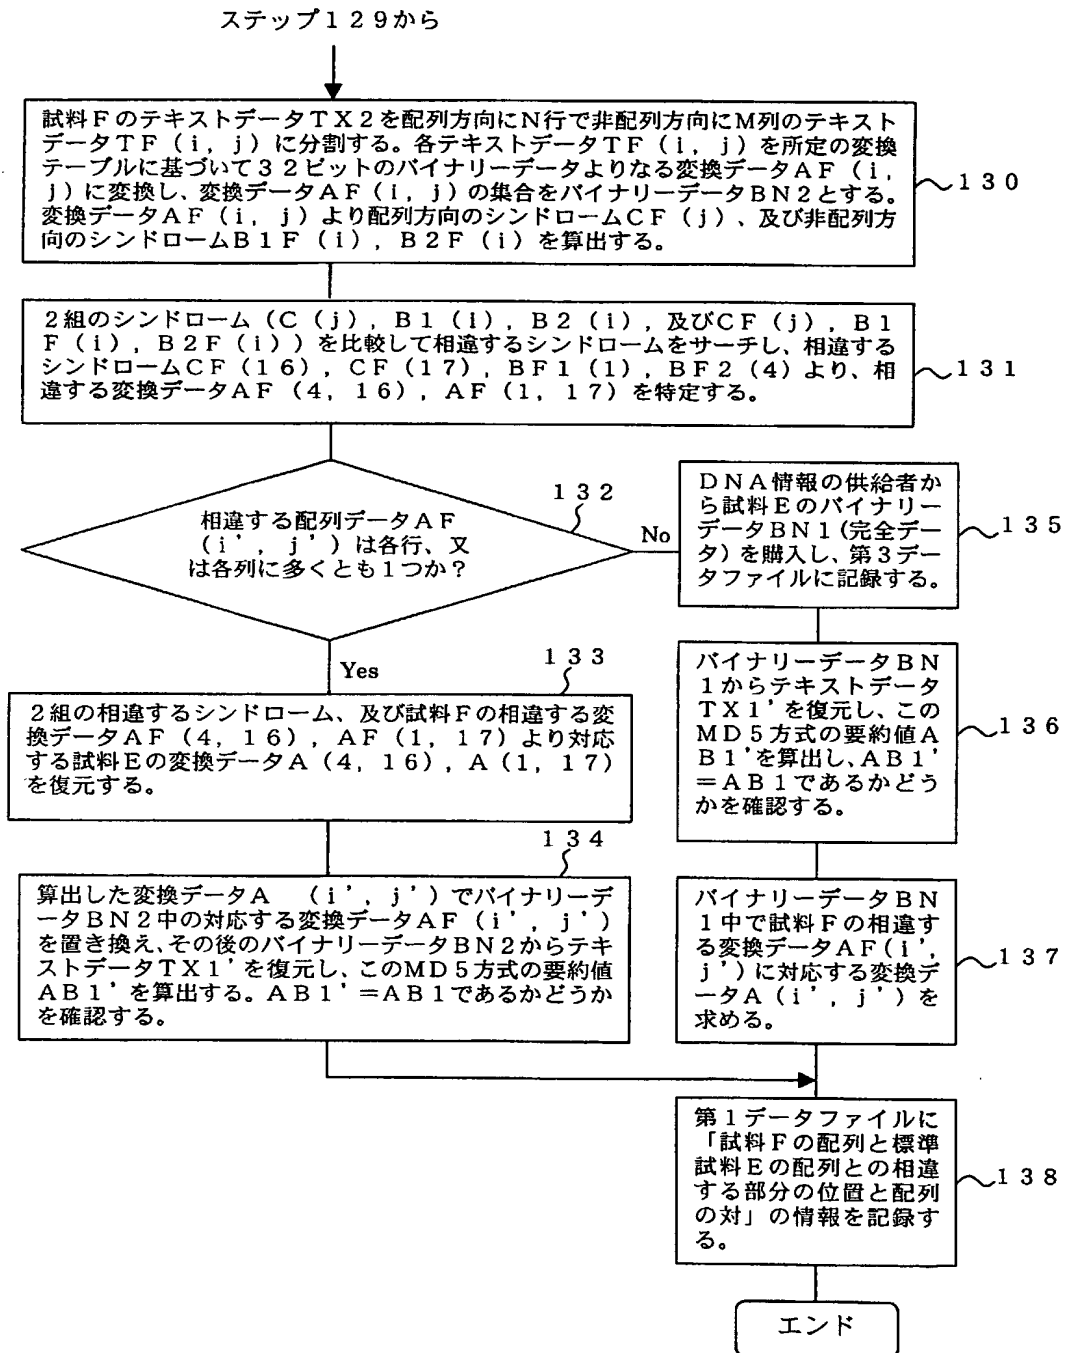 ステップ129から
試料FのテキストデータTX2を配列方向にN行で非配列方向にM列のテキスト
データTF(i,j)に分割する。各テキストデータTF(i,j)を所定の変換
テーブルに基づいて32ビットのバイナリーデータよりなる変換データAF(i,
j)に変換し、変換データAF(i,j)の集合をバイナリーデータBN2とする。
変換データAF(i,j)より配列方向のシンドロームCF(j)、及び非配列方
向のシンドロームB1F(i),B2F(i)を算出する。
130
2組のシンドローム(C(j),B1(i),B2(i),及びCF(j),B1
F(i),B2F(i))を比較して相違するシンドロームをサーチし、相違する
シンドロームCF(16),CF(17),BF1(1),BF2(4)より、相
違する変換データAF(4,16),AF(1,17)を特定する。
131
132
相違する配列データAF
(i',j')は各行、又
は各列に多くとも1つか?
No
Yes
DNA情報の供給者か
ら試料Eのバイナリー
データBN1(完全デー
タ)を購入し、第3デー
タファイルに記録する。
135
133
2組の相違するシンドローム、及び試料Fの相違する変
換データAF(4,16),AF(1,17)より対応
する試料Eの変換データA(4,16),A(1,17)
を復元する。
バイナリーデータBN
1からテキストデータ
TX1'を復元し、この
MD5方式の要約値A
B1'を算出し、AB1'
=AB1であるかどう
かを確認する。
136
134
算出した変換データA (i',j')でバイナリーデ
ータBN2中の対応する変換データAF(i',j')
を置き換え、その後のバイナリーデータBN2からテキ
ストデータTX1'を復元し、このMD5方式の要約値
AB1'を算出する。AB1'=AB1であるかどうか
を確認する。
バイナリーデータBN
1中で試料Fの相違す
る変換データAF(i',
j')に対応する変換デ
ータA(i',j')を
求める。
137
第1データファイルに
「試料Fの配列と標準
試料Eの配列との相違
する部分の位置と配列
の対」の情報を記録す
る。
138
エンド